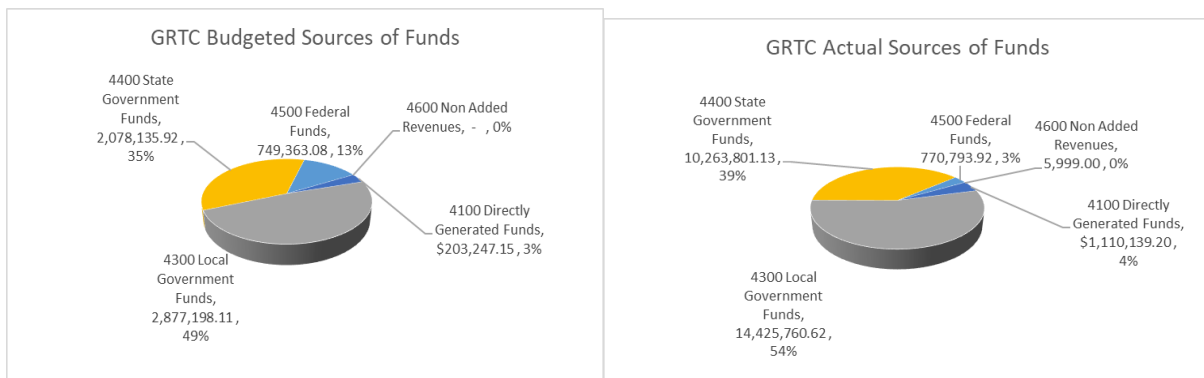 GRTC Budgeted Sources of Funds
4400 State
Government
Funds,
2,078,135.92 ,
35%
4500 Federal
Funds,
749,363.08 , 13%
4600 Non Added
Revenues, - , 0%
4100 Directly
Generated Funds,
$203,247.15 , 3%
4300 Local
Government
Funds,
2,877,198.11 ,
49%
GRTC Actual Sources of Funds
4400 State
Government
Funds,
10,263,801.13 ,
39%
4500 Federal
Funds,
770,793.92 , 3%
4600 Non Added
Revenues,
5,999.00 , 0%
4100 Directly
Generated Funds,
$1,110,139.20 ,
4%
4300 Local
Government
Funds,
14,425,760.62 ,
54%